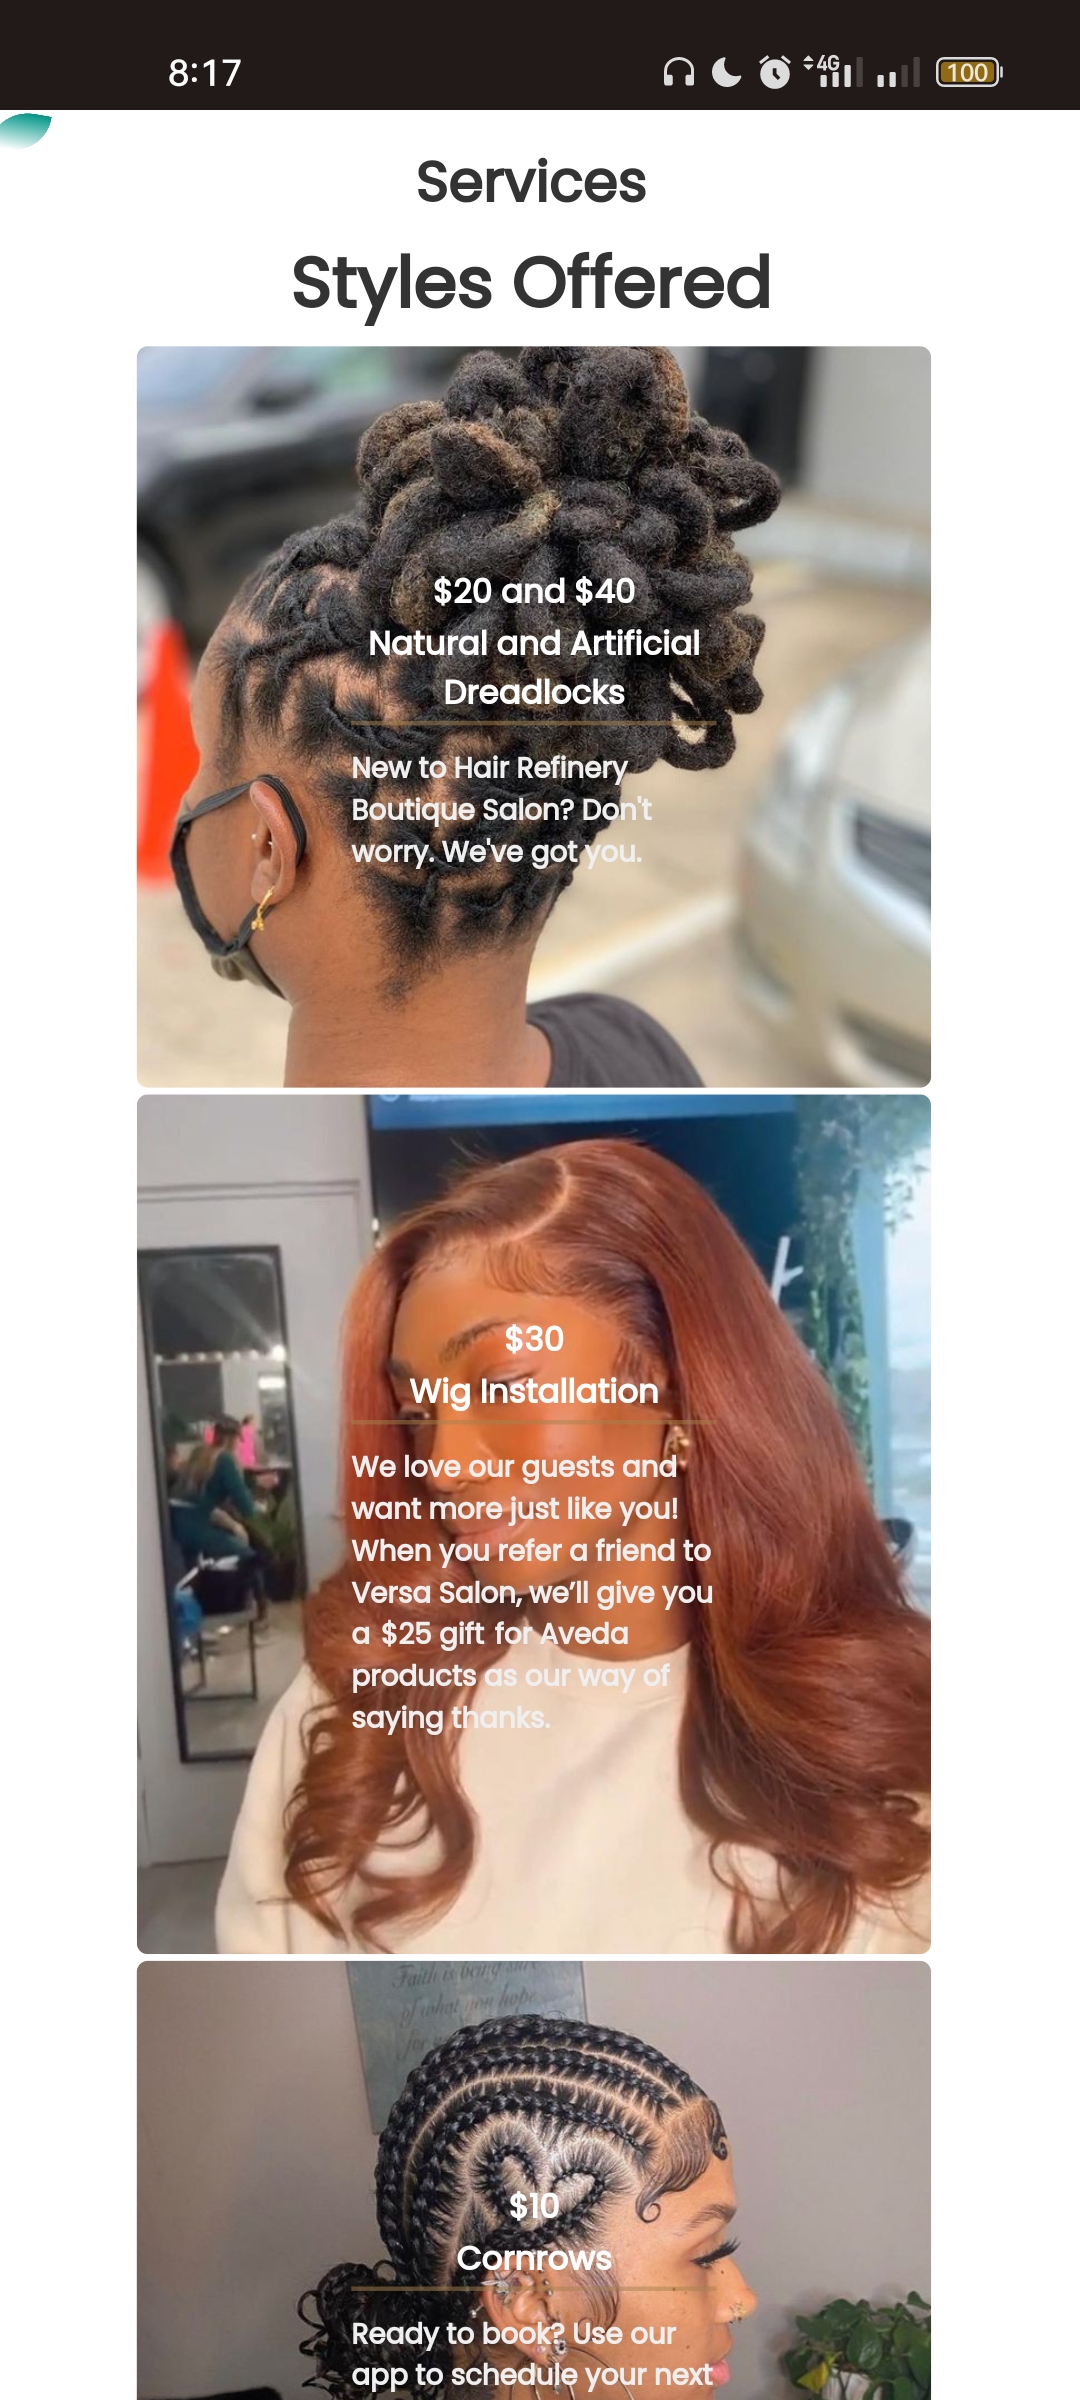 8:17
4G
100
Services
Styles Offered
$20 and $40
Natural and Artificial
Dreadlocks
New to Hair Refinery
Boutique Salon? Don't
worry. We've got you.
$30
Wig Installation
We love our guests and
want more just like you!
When you refer a friend to
Versa Salon, we’ll give you
a $25 gift for Aveda
products as our way of
saying thanks.
Faith is being sure
of what you hope
for
$10
Cornrows
Ready to book? Use our
app to schedule your next